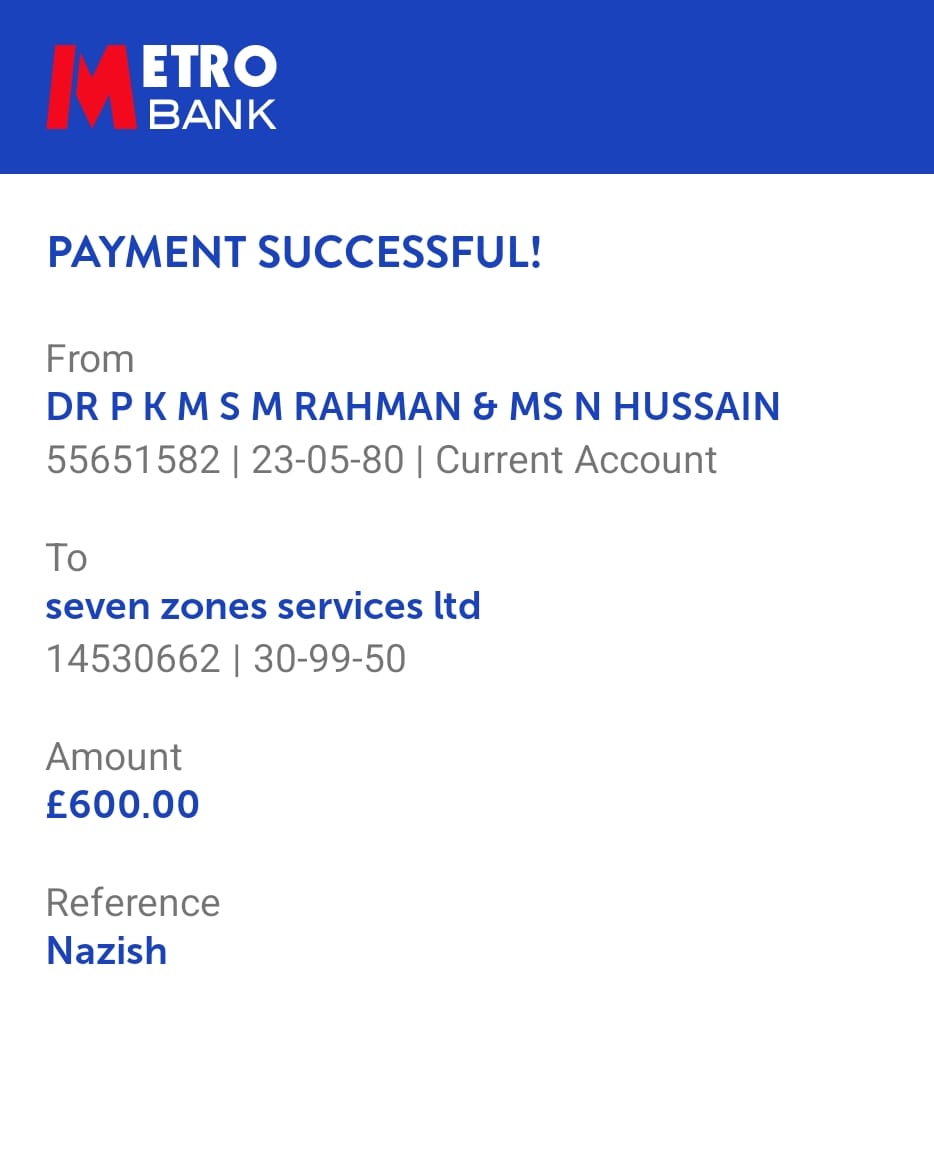 METRO
BANK
PAYMENT SUCCESSFUL!
From
DR P K M S M RAHMAN & MS N HUSSAIN
55651582 | 23-05-80 | Current Account
To
seven zones services ltd
14530662 | 30-99-50
Amount
£600.00
Reference
Nazish